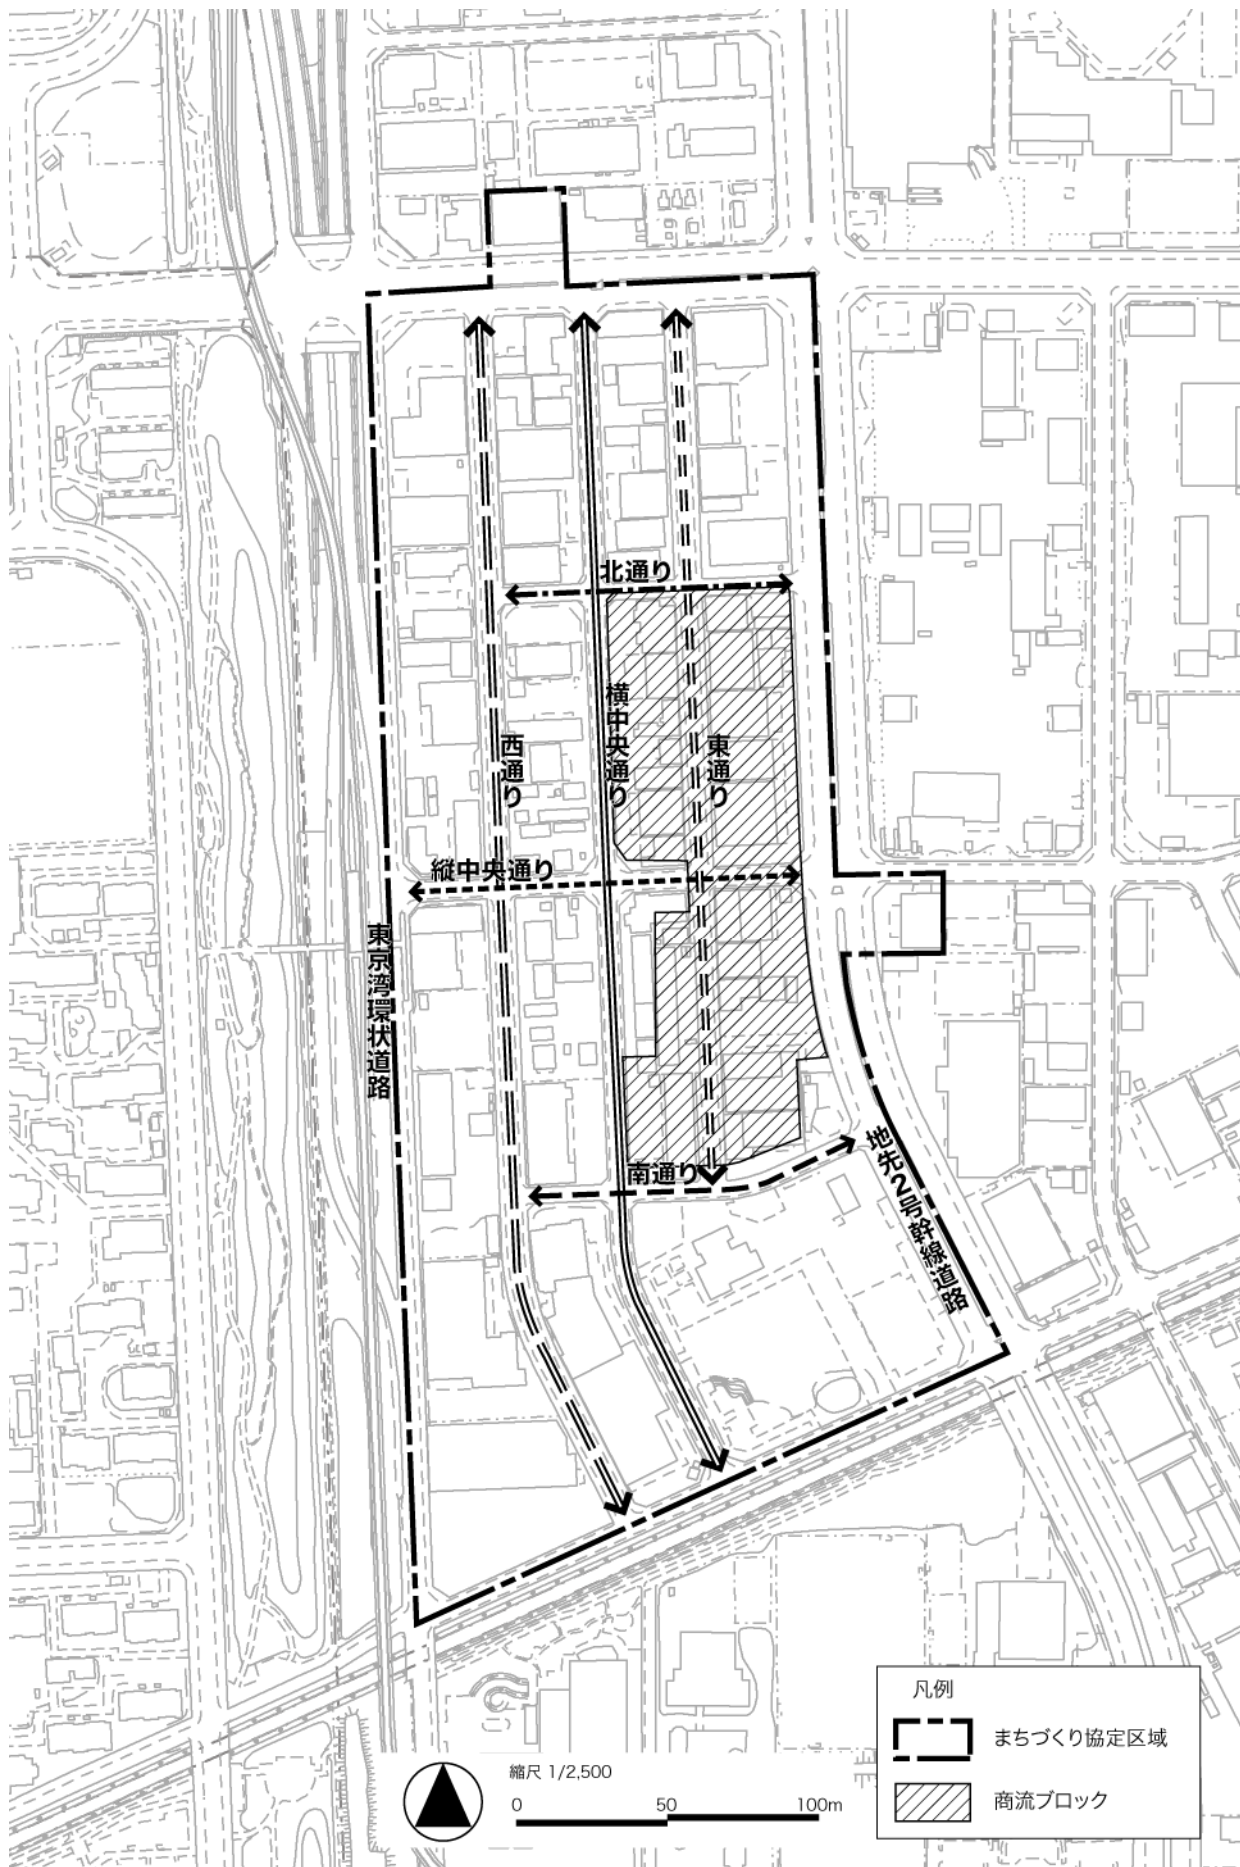 北通り
横中央通り
西通り
東通り
縦中央通り
東京湾環状道路
南通り
地先2号幹線道路
凡例
まちづくり協定区域
商流ブロック
縮尺 1/2,500
0 50 100m